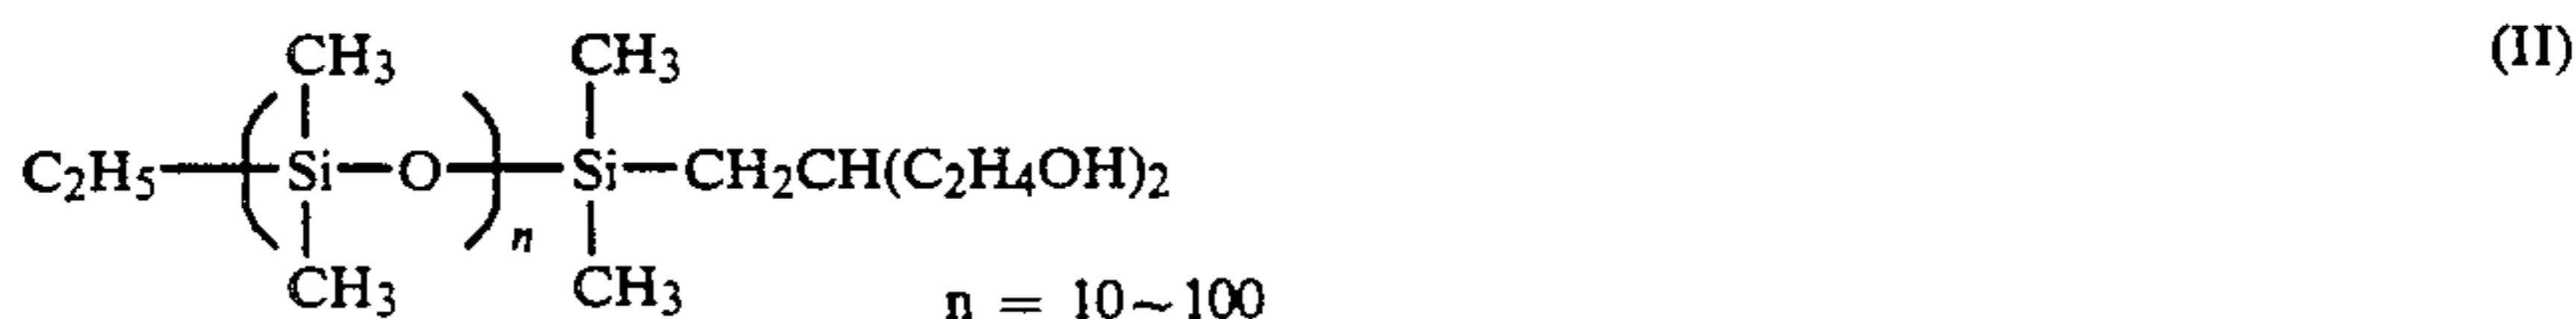 CH₃ CH₃ (II)
C₂H₅—(Si—O)ₙ—Si—CH₂CH(C₂H₄OH)₂
CH₃ CH₃ n = 10~100